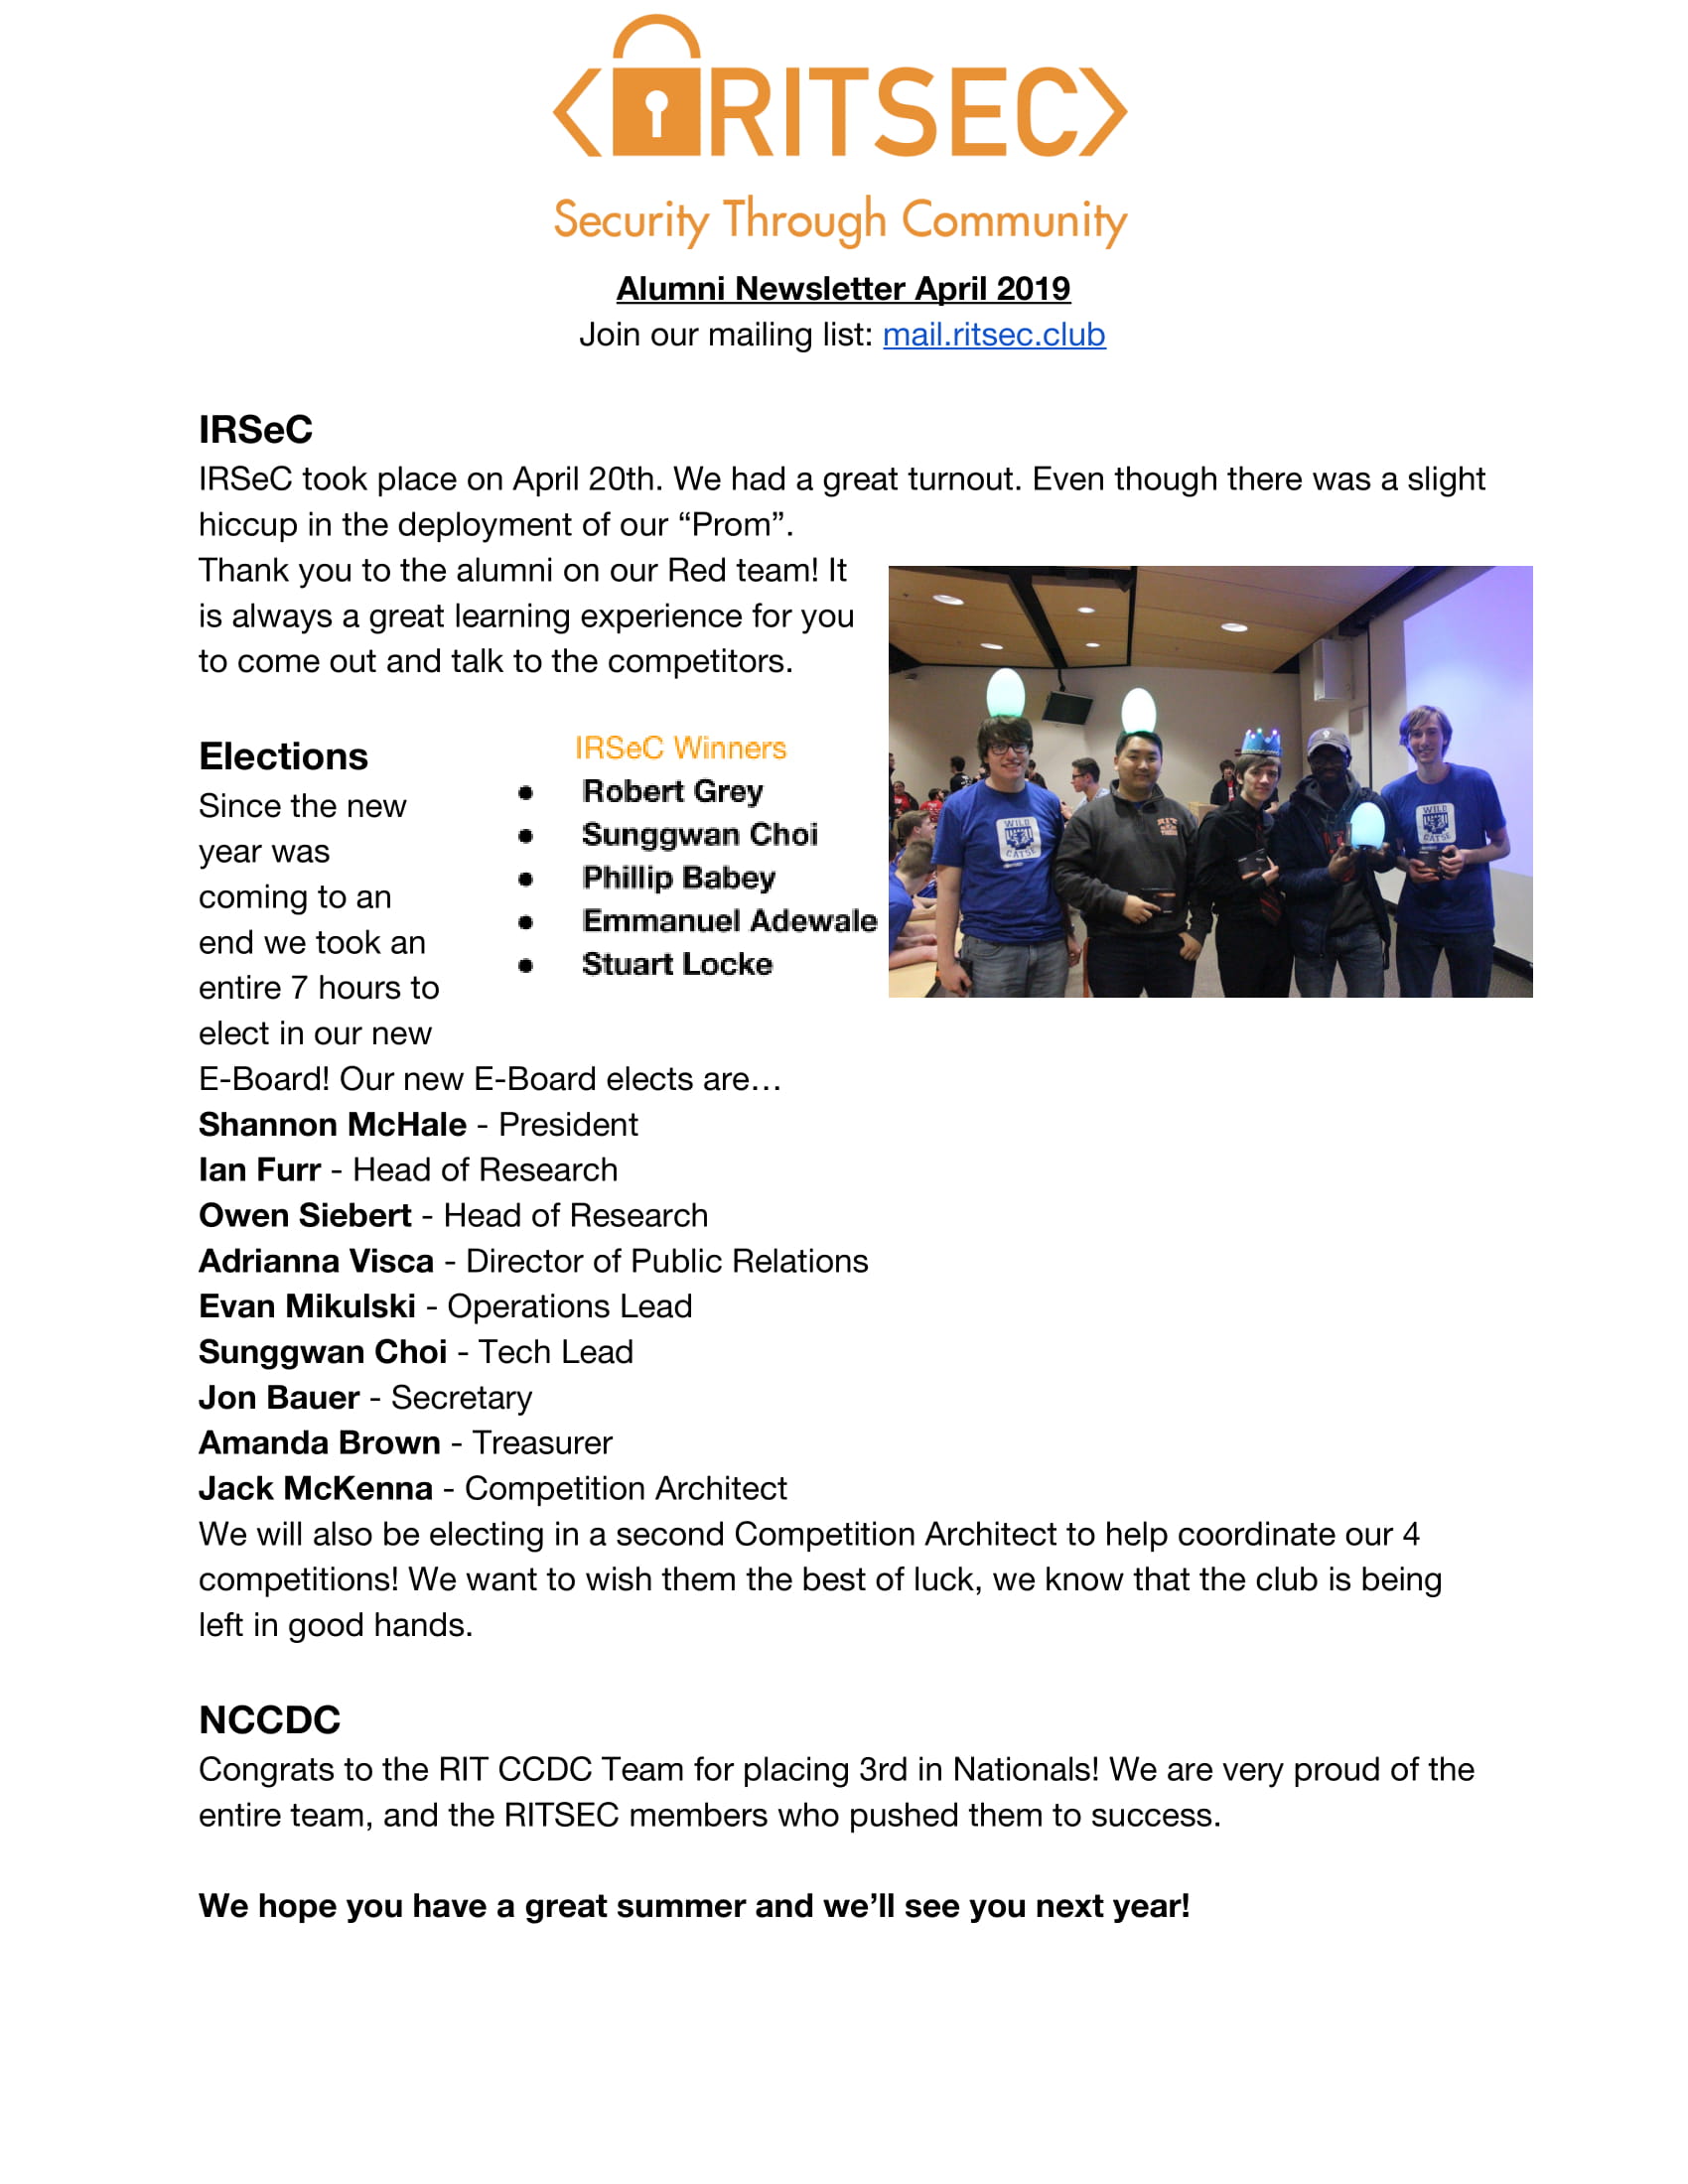 RITSEC
Security Through Community
Alumni Newsletter April 2019
Join our mailing list: mail.ritsec.club
IRSeC
IRSeC took place on April 20th. We had a great turnout. Even though there was a slight
hiccup in the deployment of our “Prom”.
Thank you to the alumni on our Red team! It
is always a great learning experience for you
to come out and talk to the competitors.
IRSeC Winners
● Robert Grey
● Sunggwan Choi
● Phillip Babey
● Emmanuel Adewale
● Stuart Locke
WILD
CATSE
WILD
CATSE
Elections
Since the new
year was
coming to an
end we took an
entire 7 hours to
elect in our new
E-Board! Our new E-Board elects are…
Shannon McHale - President
Ian Furr - Head of Research
Owen Siebert - Head of Research
Adrianna Visca - Director of Public Relations
Evan Mikulski - Operations Lead
Sunggwan Choi - Tech Lead
Jon Bauer - Secretary
Amanda Brown - Treasurer
Jack McKenna - Competition Architect
We will also be electing in a second Competition Architect to help coordinate our 4
competitions! We want to wish them the best of luck, we know that the club is being
left in good hands.
NCCDC
Congrats to the RIT CCDC Team for placing 3rd in Nationals! We are very proud of the
entire team, and the RITSEC members who pushed them to success.
We hope you have a great summer and we’ll see you next year!